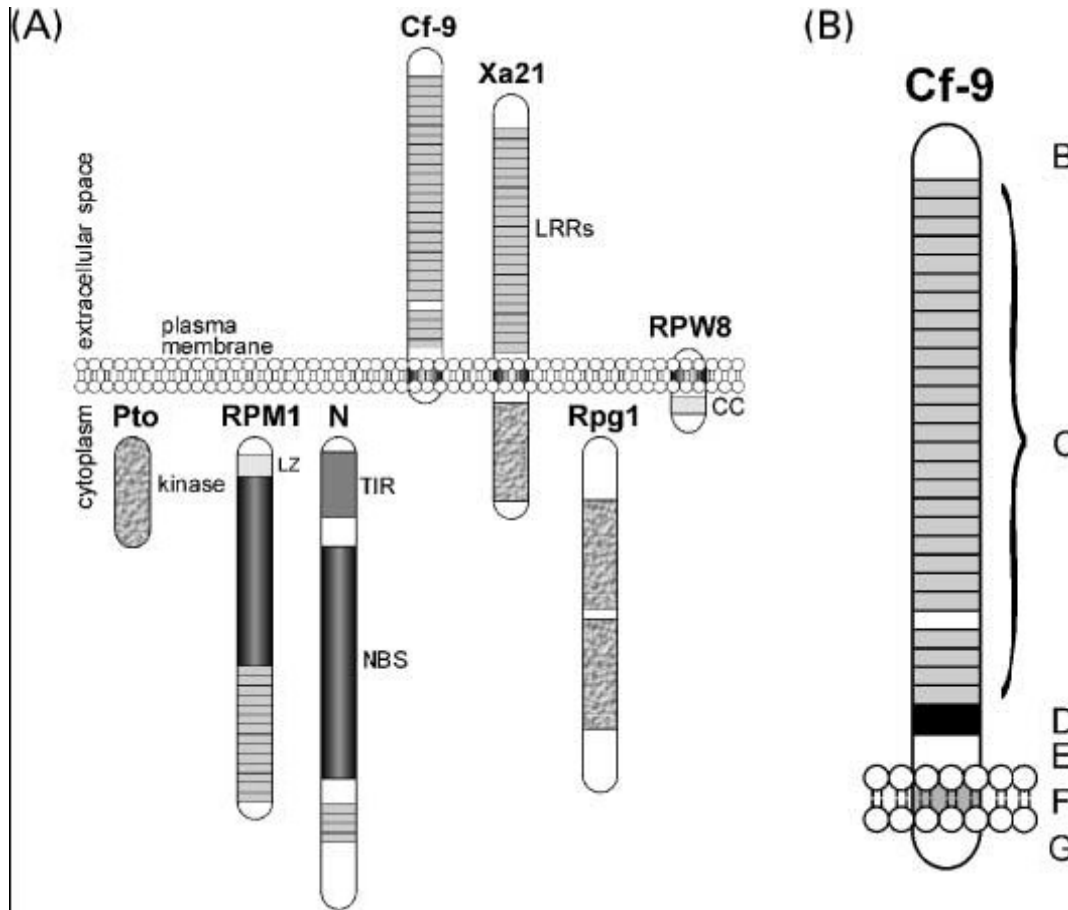 (A)
Cf-9
Xa21
extracellular space
LRRs
plasma
membrane
RPW8
CC
cytoplasm
Pto
RPM1
N
Rpg1
kinase
LZ
TIR
NBS
(B)
Cf-9
B
C
D
E
F
G